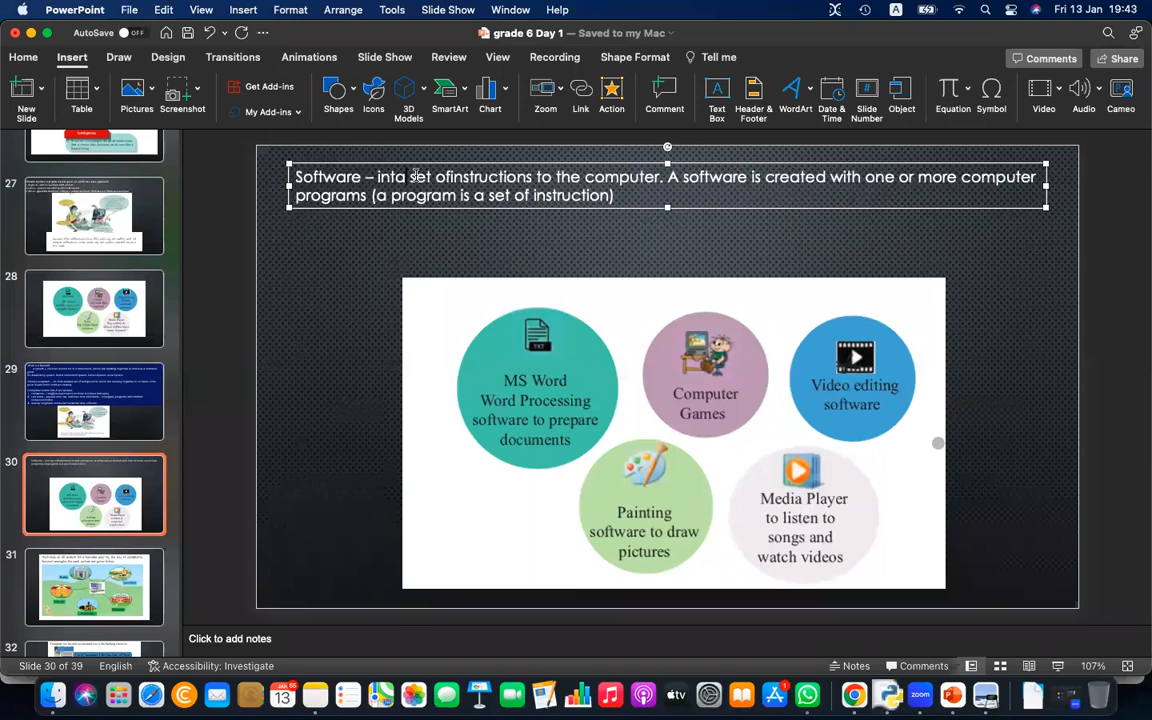 PowerPoint File Edit View Insert Format Arrange Tools Slide Show Window Help
A
Fri 13 Jan 19:43
AutoSave OFF
grade 6 Day 1 — Saved to my Mac
Home Insert Draw Design Transitions Animations Slide Show Review View Recording Shape Format Tell me
Comments Share
New Slide
Table
Pictures
Screenshot
Get Add-ins
My Add-ins
Shapes
Icons
3D Models
SmartArt
Chart
Zoom
Link
Action
Comment
Text Box
Header & Footer
WordArt
Date & Time
Slide Number
Object
Equation
Symbol
Video
Audio
Cameo
27
28
29
30
31
32
Software – inta set ofinstructions to the computer. A software is created with one or more computer
programs (a program is a set of instruction)
TXT
MS Word
Word Processing
software to prepare
documents
Computer
Games
Video editing
software
Painting
software to draw
pictures
Media Player
to listen to
songs and
watch videos
Click to add notes
Slide 30 of 39 English Accessibility: Investigate
Notes Comments 107%
JAN
13
tv
zoom